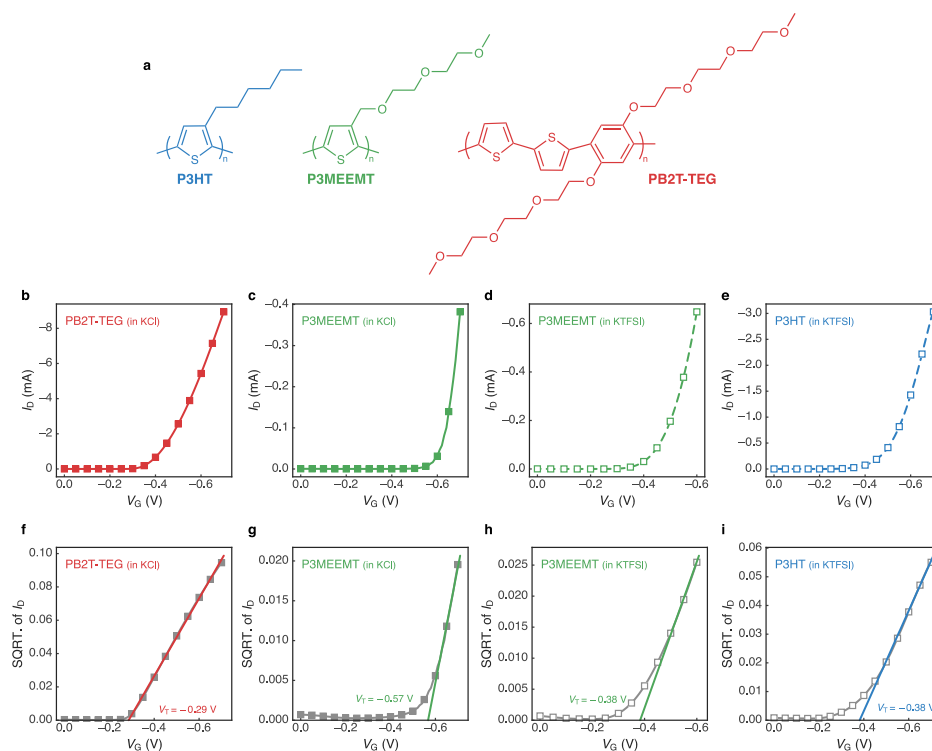 a
P3HT
P3MEEMT
PB2T-TEG
S
n
O
O
O
S
n
S
S
n
O
O
O
O
O
O
O
O
b
PB2T-TEG (in KCl)
−8
−6
−4
−2
0
0.0
−0.2
−0.4
−0.6
I_D (mA)
V_G (V)
c
P3MEEMT (in KCl)
−0.4
−0.3
−0.2
−0.1
0.0
0.0
−0.2
−0.4
−0.6
I_D (mA)
V_G (V)
d
P3MEEMT (in KTFSI)
−0.6
−0.4
−0.2
0.0
0.0
−0.2
−0.4
−0.6
I_D (mA)
V_G (V)
e
P3HT (in KTFSI)
−3.0
−2.5
−2.0
−1.5
−1.0
−0.5
0.0
0.0
−0.2
−0.4
−0.6
I_D (mA)
V_G (V)
f
PB2T-TEG (in KCl)
0.10
0.08
0.06
0.04
0.02
0.00
V_T = −0.29 V
0.0
−0.2
−0.4
−0.6
SQRT. of I_D
V_G (V)
g
P3MEEMT (in KCl)
0.020
0.015
0.010
0.005
0.000
V_T = −0.57 V
0.0
−0.2
−0.4
−0.6
SQRT. of I_D
V_G (V)
h
P3MEEMT (in KTFSI)
0.025
0.020
0.015
0.010
0.005
0.000
V_T = −0.38 V
0.0
−0.2
−0.4
−0.6
SQRT. of I_D
V_G (V)
i
P3HT (in KTFSI)
0.06
0.05
0.04
0.03
0.02
0.01
0.00
V_T = −0.38 V
0.0
−0.2
−0.4
−0.6
SQRT. of I_D
V_G (V)